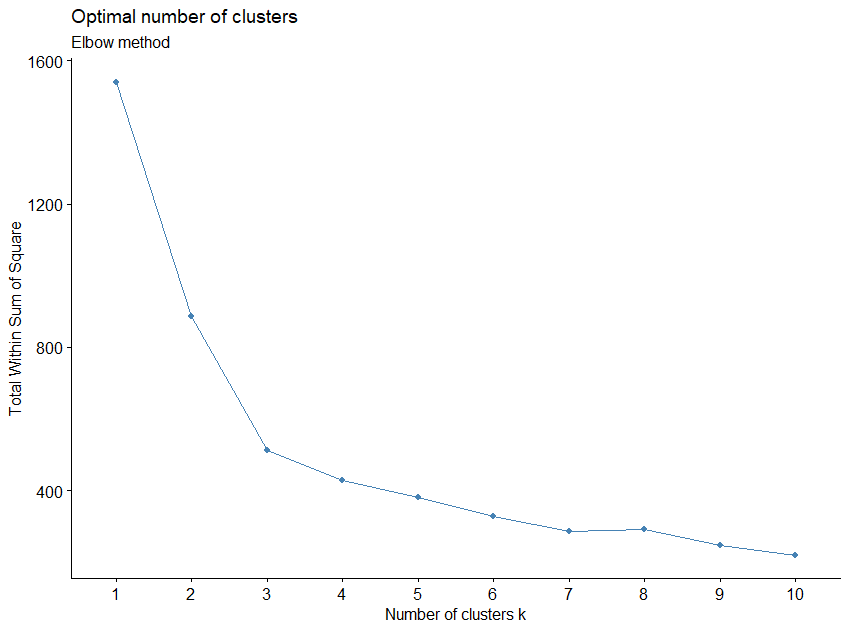 Optimal number of clusters
Elbow method
1600
1200
800
400
Total Within Sum of Square
1 2 3 4 5 6 7 8 9 10
Number of clusters k